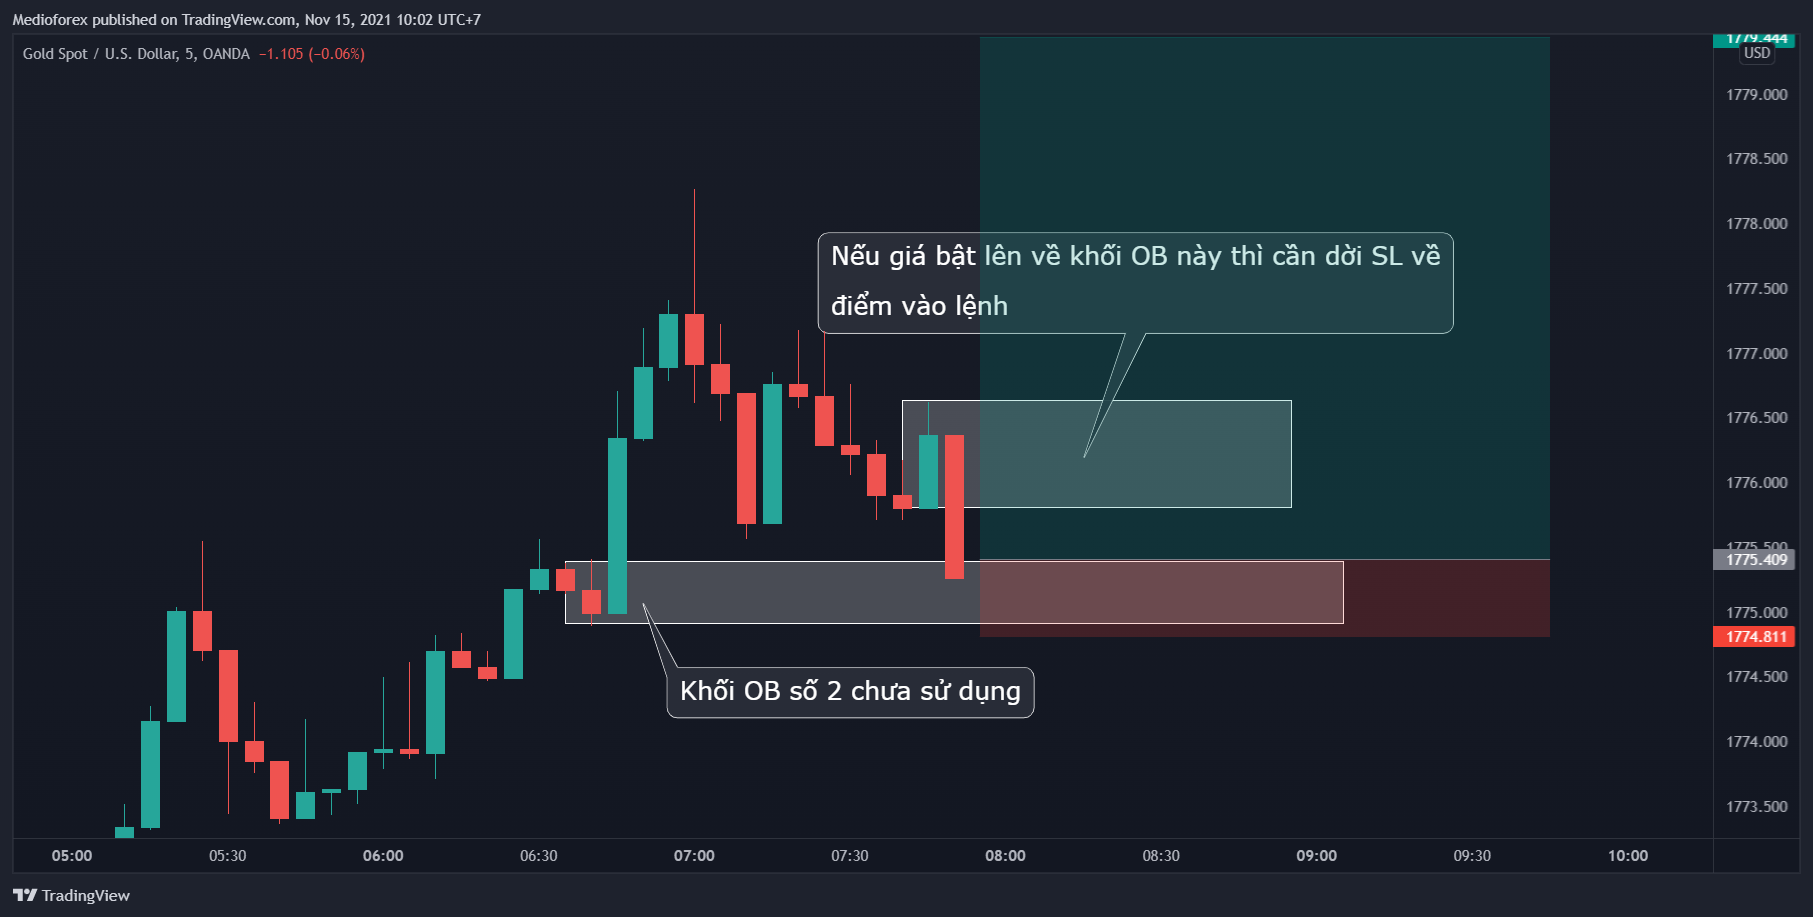 Medioforex published on TradingView.com, Nov 15, 2021 10:02 UTC+7
Gold Spot / U.S. Dollar, 5, OANDA −1.105 (−0.06%)
1779.444
USD
1779.000
1778.500
1778.000
Nếu giá bật lên về khối OB này thì cần dời SL về
điểm vào lệnh
1777.500
1777.000
1776.500
1776.000
1775.500
1775.409
1775.000
1774.811
1774.500
Khối OB số 2 chưa sử dụng
1774.000
1773.500
05:00 05:30 06:00 06:30 07:00 07:30 08:00 08:30 09:00 09:30 10:00
TradingView